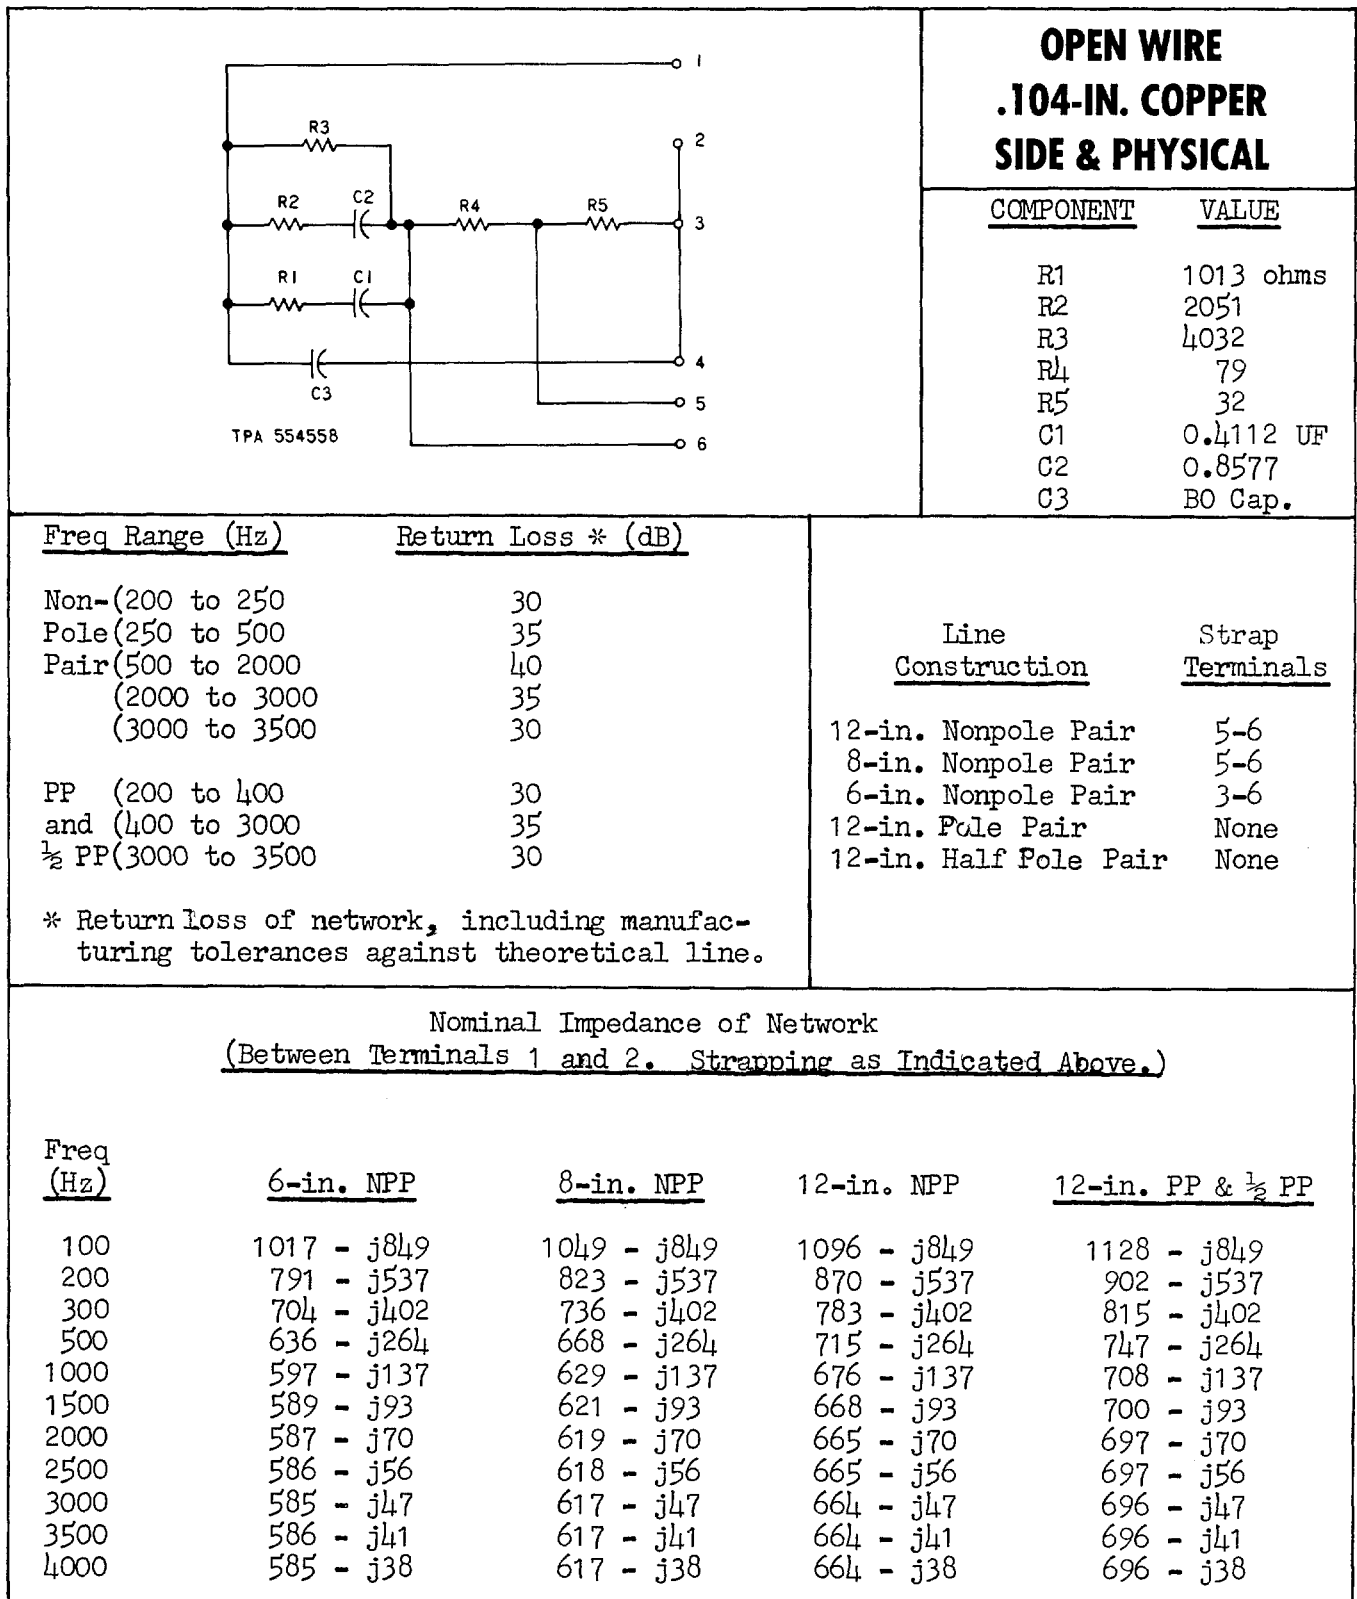 OPEN WIRE
.104-IN. COPPER
SIDE & PHYSICAL
1
R3
2
R2 C2 R4 R5
3
R1 C1
4
C3
5
TPA 554558
6
COMPONENT VALUE
R1 1013 ohms
R2 2051
R3 4032
R4 79
R5 32
C1 0.4112 UF
C2 0.8577
C3 BO Cap.
Freq Range (Hz) Return Loss * (dB)
Non-(200 to 250 30
Pole(250 to 500 35
Pair(500 to 2000 40
(2000 to 3000 35
(3000 to 3500 30
PP (200 to 400 30
and (400 to 3000 35
½ PP(3000 to 3500 30
* Return loss of network, including manufac-
turing tolerances against theoretical line.
Line Strap
Construction Terminals
12-in. Nonpole Pair 5-6
8-in. Nonpole Pair 5-6
6-in. Nonpole Pair 3-6
12-in. Pole Pair None
12-in. Half Pole Pair None
Nominal Impedance of Network
(Between Terminals 1 and 2. Strapping as Indicated Above.)
Freq
(Hz) 6-in. NPP 8-in. NPP 12-in. NPP 12-in. PP & ½ PP
100 1017 - j849 1049 - j849 1096 - j849 1128 - j849
200 791 - j537 823 - j537 870 - j537 902 - j537
300 704 - j402 736 - j402 783 - j402 815 - j402
500 636 - j264 668 - j264 715 - j264 747 - j264
1000 597 - j137 629 - j137 676 - j137 708 - j137
1500 589 - j93 621 - j93 668 - j93 700 - j93
2000 587 - j70 619 - j70 665 - j70 697 - j70
2500 586 - j56 618 - j56 665 - j56 697 - j56
3000 585 - j47 617 - j47 664 - j47 696 - j47
3500 586 - j41 617 - j41 664 - j41 696 - j41
4000 585 - j38 617 - j38 664 - j38 696 - j38